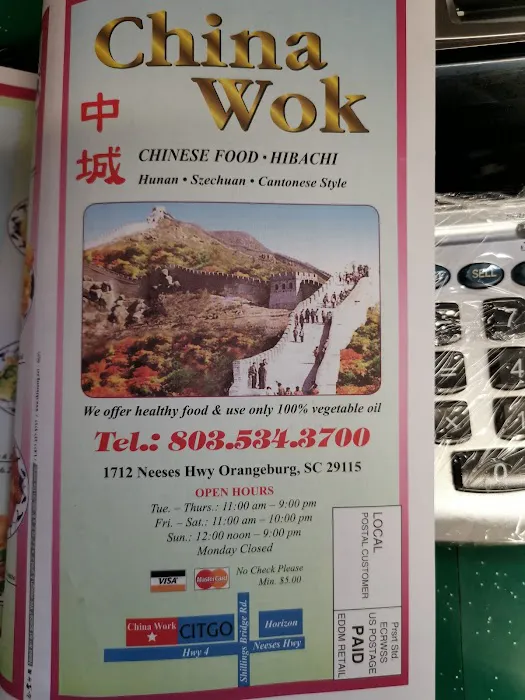 China
Wok
中
城
CHINESE FOOD • HIBACHI
Hunan • Szechuan • Cantonese Style
We offer healthy food & use only 100% vegetable oil
Tel.: 803.534.3700
1712 Neeses Hwy Orangeburg, SC 29115
OPEN HOURS
Tue. – Thurs.: 11:00 am – 9:00 pm
Fri. – Sat.: 11:00 am – 10:00 pm
Sun.: 12:00 noon – 9:00 pm
Monday Closed
VISA
MasterCard
No Check Please
Min. $5.00
China Work
CITGO
Hwy 4
Skillings Bridge Rd
Horizon
Neeses Hwy
LOCAL
POSTAL CUSTOMER
Prsrt Std.
ECRWSS
US POSTAGE
PAID
EDDM RETAIL
SELL
7
4
0